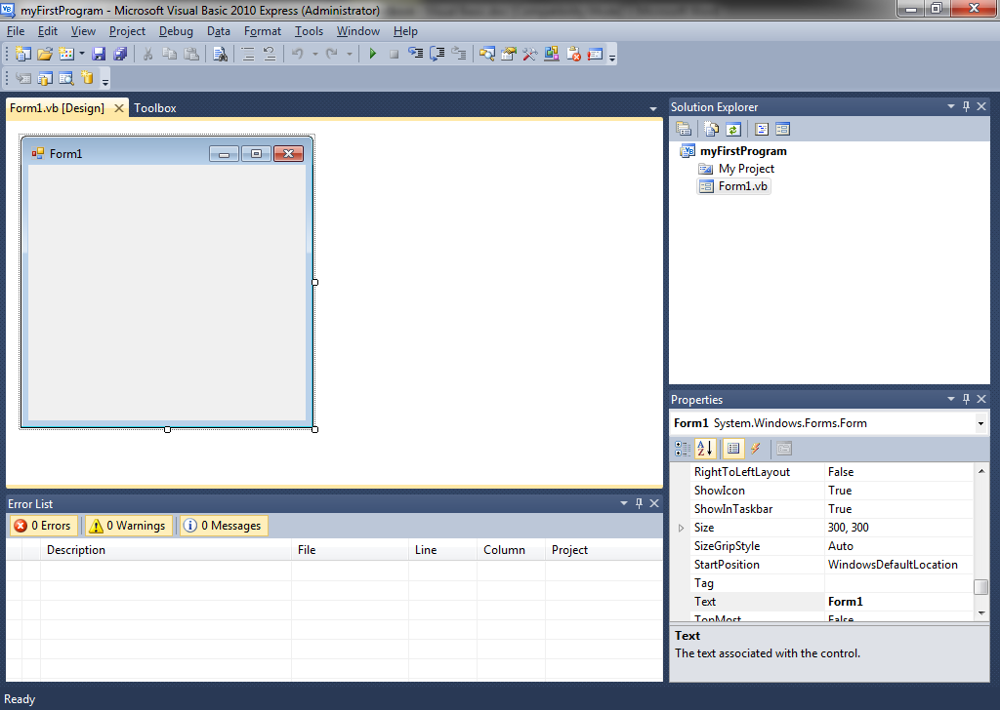 myFirstProgram - Microsoft Visual Basic 2010 Express (Administrator)
File Edit View Project Debug Data Format Tools Window Help
Form1.vb [Design] Toolbox
Form1
Error List
0 Errors 0 Warnings 0 Messages
Description File Line Column Project
Solution Explorer
myFirstProgram
My Project
Form1.vb
Properties
Form1 System.Windows.Forms.Form
RightToLeftLayout False
ShowIcon True
ShowInTaskbar True
Size 300, 300
SizeGripStyle Auto
StartPosition WindowsDefaultLocation
Tag
Text Form1
TopMost False
Text
The text associated with the control.
Ready